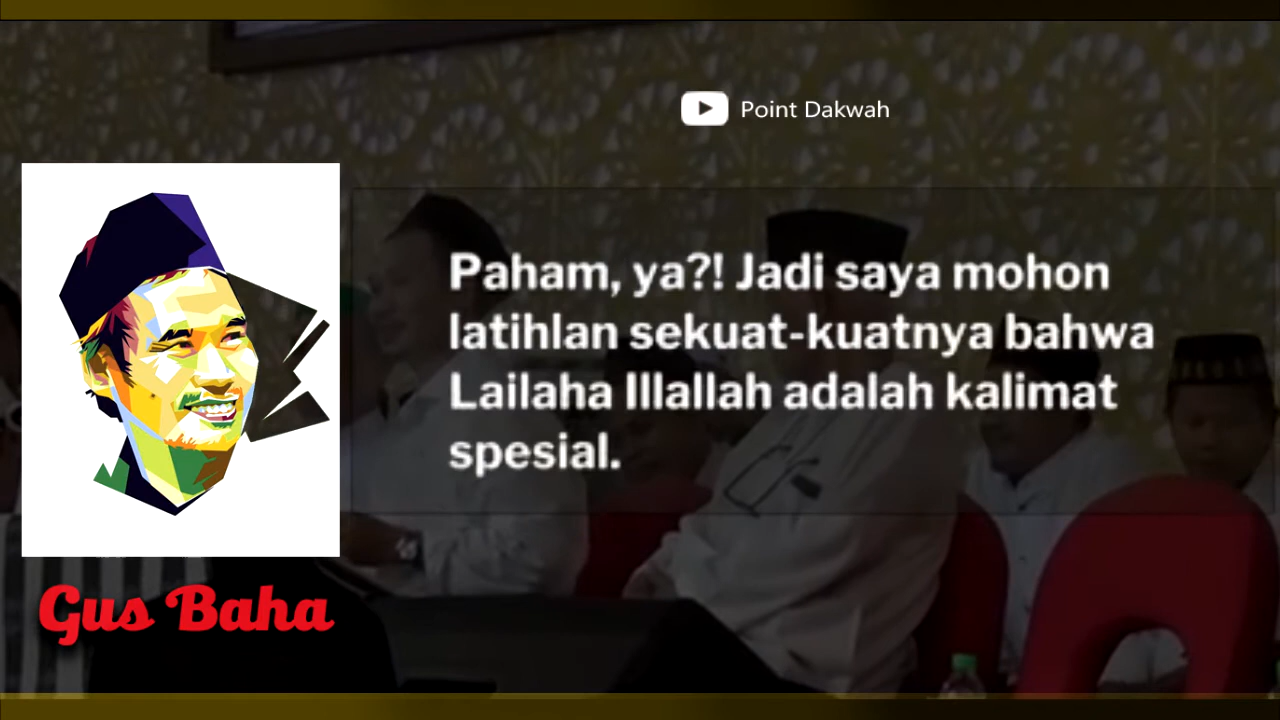 Point Dakwah
Paham, ya?! Jadi saya mohon
latihlan sekuat-kuatnya bahwa
Lailaha Illallah adalah kalimat
spesial.
Gus Baha